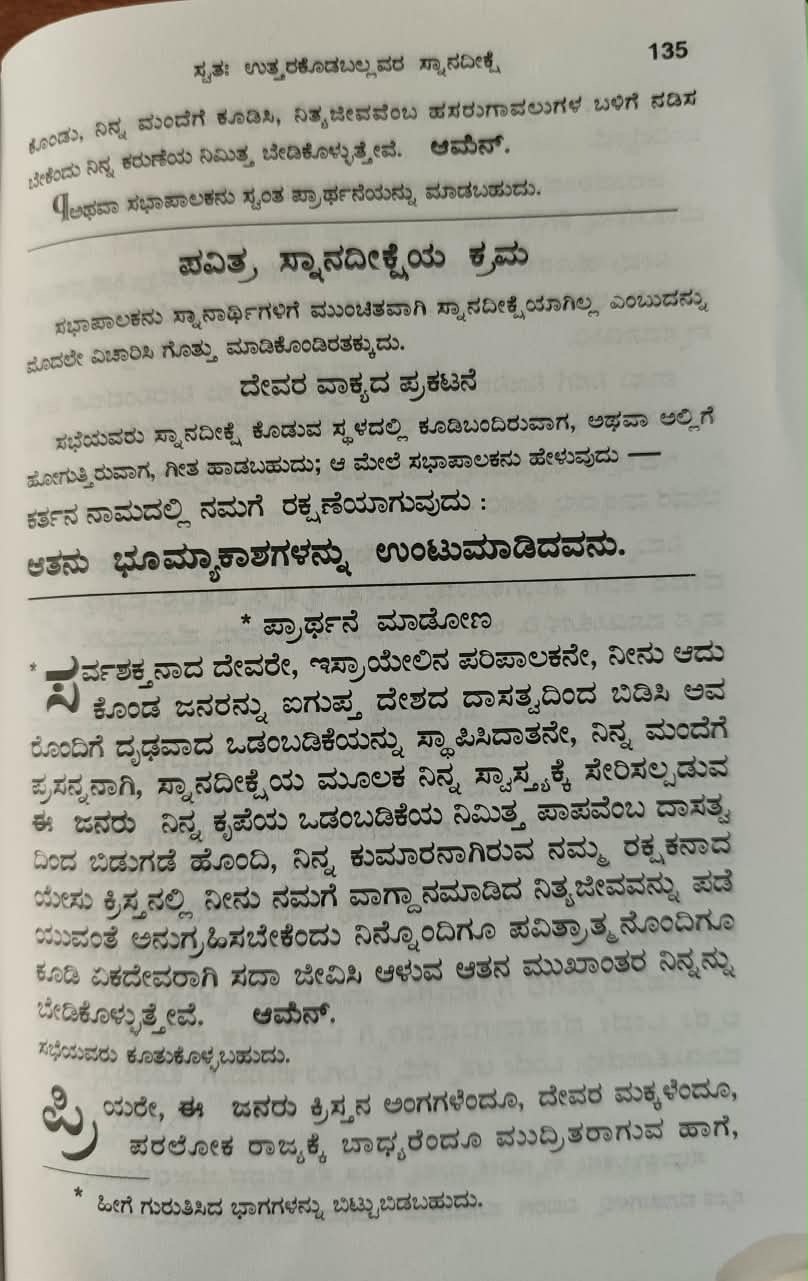 ಸ್ವತಃ ಉತ್ತರಕೊಡಬಲ್ಲವರ ಸ್ನಾನದೀಕ್ಷೆ 135
ಕೊಂಡು, ನಿನ್ನ ಮಂದೆಗೆ ಕೂಡಿಸಿ, ನಿತ್ಯಜೀವವೆಂಬ ಹಸರುಗಾವಲುಗಳ ಬಳಿಗೆ ನಡಿಸ
ಬೇಕೆಂದು ನಿನ್ನ ಕರುಣೆಯ ನಿಮಿತ್ತ ಬೇಡಿಕೊಳ್ಳುತ್ತೇವೆ. ಆಮೆನ್.
¶ಅಥವಾ ಸಭಾಪಾಲಕನು ಸ್ವಂತ ಪ್ರಾರ್ಥನೆಯನ್ನು ಮಾಡಬಹುದು.
ಪವಿತ್ರ ಸ್ನಾನದೀಕ್ಷೆಯ ಕ್ರಮ
ಸಭಾಪಾಲಕನು ಸ್ನಾನಾರ್ಥಿಗಳಿಗೆ ಮುಂಚಿತವಾಗಿ ಸ್ನಾನದೀಕ್ಷೆಯಾಗಿಲ್ಲ ಎಂಬುದನ್ನು
ಮೊದಲೇ ವಿಚಾರಿಸಿ ಗೊತ್ತು ಮಾಡಿಕೊಂಡಿರತಕ್ಕುದು.
ದೇವರ ವಾಕ್ಯದ ಪ್ರಕಟನೆ
ಸಭೆಯವರು ಸ್ನಾನದೀಕ್ಷೆ ಕೊಡುವ ಸ್ಥಳದಲ್ಲಿ ಕೂಡಿಬಂದಿರುವಾಗ, ಅಥವಾ ಅಲ್ಲಿಗೆ
ಹೋಗುತ್ತಿರುವಾಗ, ಗೀತ ಹಾಡಬಹುದು; ಆ ಮೇಲೆ ಸಭಾಪಾಲಕನು ಹೇಳುವುದು —
ಕರ್ತನ ನಾಮದಲ್ಲಿ ನಮಗೆ ರಕ್ಷಣೆಯಾಗುವುದು :
ಆತನು ಭೂಮ್ಯಾಕಾಶಗಳನ್ನು ಉಂಟುಮಾಡಿದವನು.
* ಪ್ರಾರ್ಥನೆ ಮಾಡೋಣ
* ಸರ್ವಶಕ್ತನಾದ ದೇವರೇ, ಇಸ್ರಾಯೇಲಿನ ಪರಿಪಾಲಕನೇ, ನೀನು ಆದು
ಕೊಂಡ ಜನರನ್ನು ಐಗುಪ್ತ ದೇಶದ ದಾಸತ್ವದಿಂದ ಬಿಡಿಸಿ ಅವ
ರೊಂದಿಗೆ ದೃಢವಾದ ಒಡಂಬಡಿಕೆಯನ್ನು ಸ್ಥಾಪಿಸಿದಾತನೇ, ನಿನ್ನ ಮಂದೆಗೆ
ಪ್ರಸನ್ನನಾಗಿ, ಸ್ನಾನದೀಕ್ಷೆಯ ಮೂಲಕ ನಿನ್ನ ಸ್ವಾಸ್ತ್ಯಕ್ಕೆ ಸೇರಿಸಲ್ಪಡುವ
ಈ ಜನರು ನಿನ್ನ ಕೃಪೆಯ ಒಡಂಬಡಿಕೆಯ ನಿಮಿತ್ತ ಪಾಪವೆಂಬ ದಾಸತ್ವ
ದಿಂದ ಬಿಡುಗಡೆ ಹೊಂದಿ, ನಿನ್ನ ಕುಮಾರನಾಗಿರುವ ನಮ್ಮ ರಕ್ಷಕನಾದ
ಯೇಸು ಕ್ರಿಸ್ತನಲ್ಲಿ ನೀನು ನಮಗೆ ವಾಗ್ದಾನಮಾಡಿದ ನಿತ್ಯಜೀವವನ್ನು ಪಡೆ
ಯುವಂತೆ ಅನುಗ್ರಹಿಸಬೇಕೆಂದು ನಿನ್ನೊಂದಿಗೂ ಪವಿತ್ರಾತ್ಮನೊಂದಿಗೂ
ಕೂಡಿ ಏಕದೇವರಾಗಿ ಸದಾ ಜೀವಿಸಿ ಆಳುವ ಆತನ ಮುಖಾಂತರ ನಿನ್ನನ್ನು
ಬೇಡಿಕೊಳ್ಳುತ್ತೇವೆ. ಆಮೆನ್.
ಸಭೆಯವರು ಕೂತುಕೊಳ್ಳಬಹುದು.
ಪ್ರಿಯರೇ, ಈ ಜನರು ಕ್ರಿಸ್ತನ ಅಂಗಗಳೆಂದೂ, ದೇವರ ಮಕ್ಕಳೆಂದೂ,
ಪರಲೋಕ ರಾಜ್ಯಕ್ಕೆ ಬಾಧ್ಯರೆಂದೂ ಮುದ್ರಿತರಾಗುವ ಹಾಗೆ,
* ಹೀಗೆ ಗುರುತಿಸಿದ ಭಾಗಗಳನ್ನು ಬಿಟ್ಟುಬಿಡಬಹುದು.